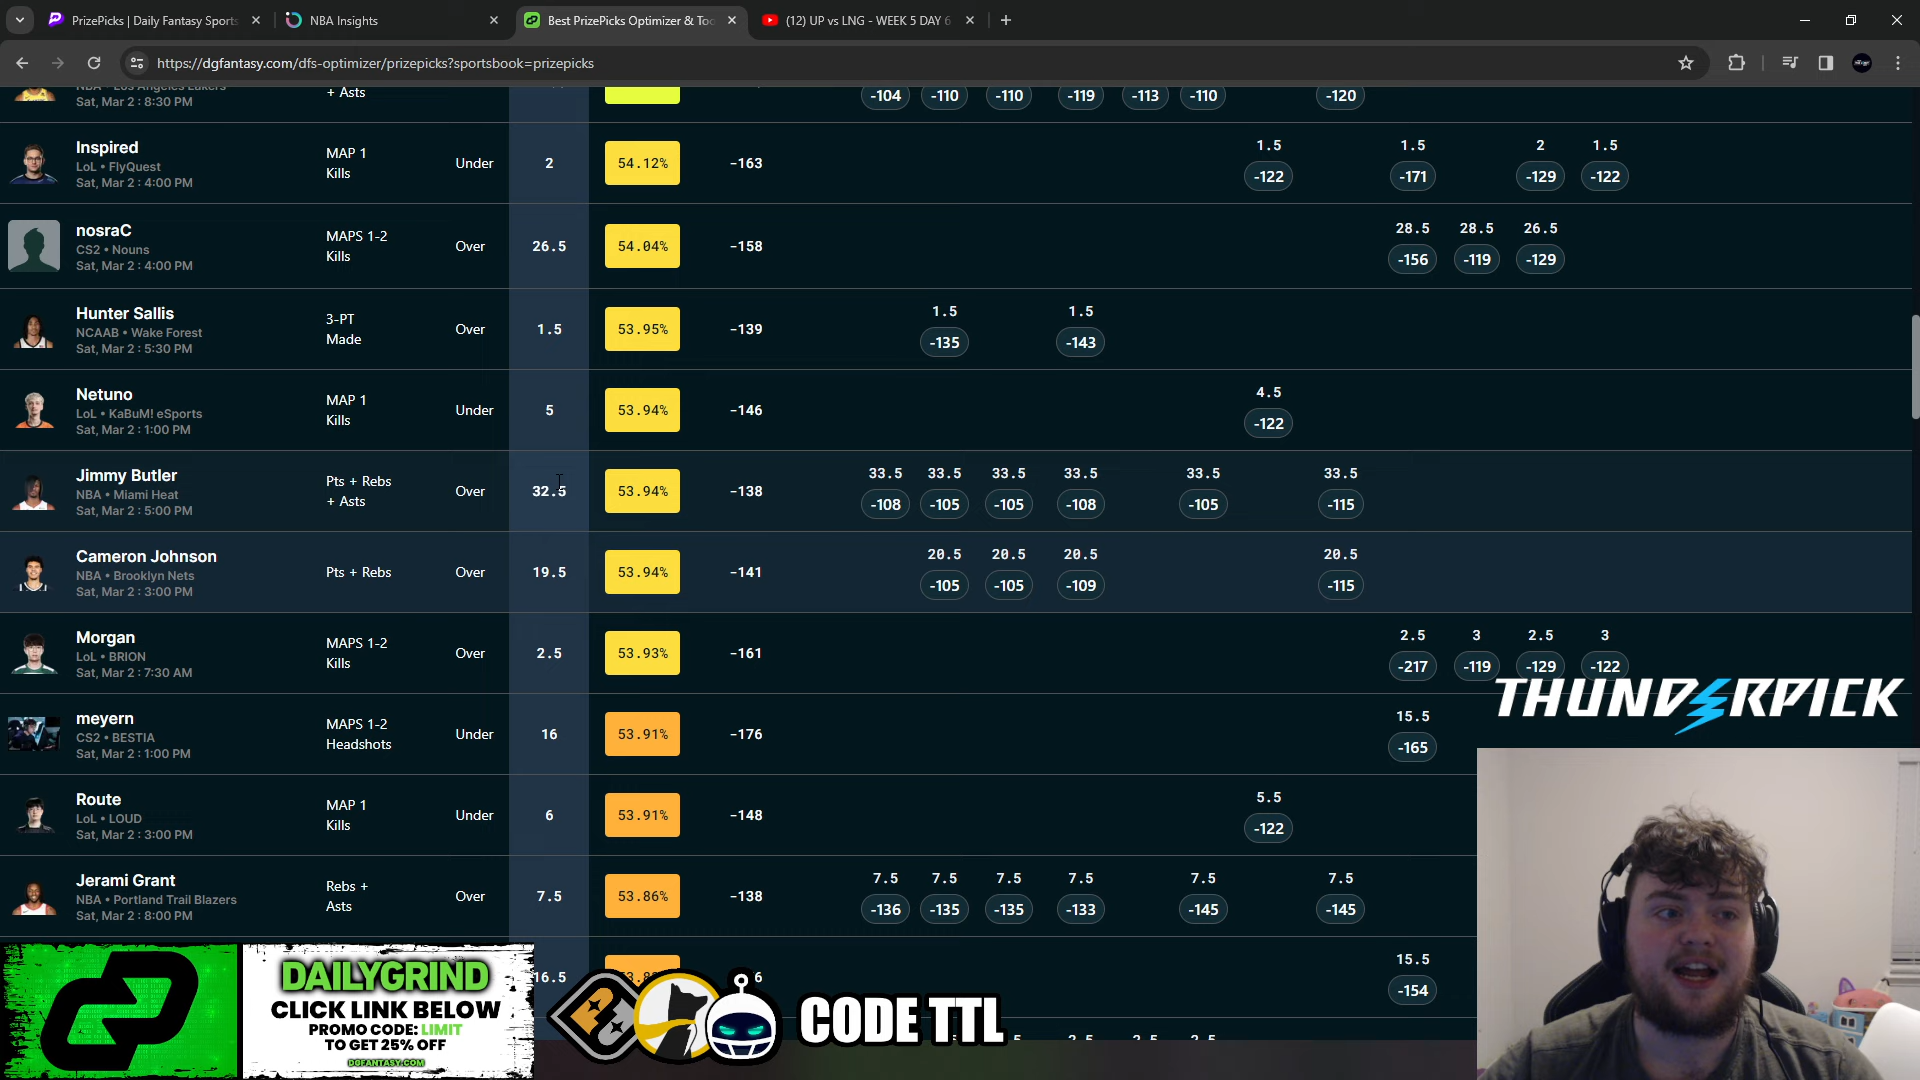 PrizePicks | Daily Fantasy Sports
NBA Insights
Best PrizePicks Optimizer & Too
(12) UP vs LNG - WEEK 5 DAY 6
https://dgfantasy.com/dfs-optimizer/prizepicks?sportsbook=prizepicks
NBA • Los Angeles Lakers
Sat, Mar 2 : 8:30 PM
+ Asts
-104 -110 -110 -119 -113 -110 -120
Inspired
LoL • FlyQuest
Sat, Mar 2 : 4:00 PM
MAP 1
Kills
Under
2
54.12%
-163
1.5 1.5 2 1.5
-122 -171 -129 -122
nosraC
CS2 • Nouns
Sat, Mar 2 : 4:00 PM
MAPS 1-2
Kills
Over
26.5
54.04%
-158
28.5 28.5 26.5
-156 -119 -129
Hunter Sallis
NCAAB • Wake Forest
Sat, Mar 2 : 5:30 PM
3-PT
Made
Over
1.5
53.95%
-139
1.5 1.5
-135 -143
Netuno
LoL • KaBuM! eSports
Sat, Mar 2 : 1:00 PM
MAP 1
Kills
Under
5
53.94%
-146
4.5
-122
Jimmy Butler
NBA • Miami Heat
Sat, Mar 2 : 5:00 PM
Pts + Rebs
+ Asts
Over
32.5
53.94%
-138
33.5 33.5 33.5 33.5 33.5 33.5
-108 -105 -105 -108 -105 -115
Cameron Johnson
NBA • Brooklyn Nets
Sat, Mar 2 : 3:00 PM
Pts + Rebs
Over
19.5
53.94%
-141
20.5 20.5 20.5 20.5
-105 -105 -109 -115
Morgan
LoL • BRION
Sat, Mar 2 : 7:30 AM
MAPS 1-2
Kills
Over
2.5
53.93%
-161
2.5 3 2.5 3
-217 -119 -129 -122
THUNDERPICK
meyern
CS2 • BESTIA
Sat, Mar 2 : 1:00 PM
MAPS 1-2
Headshots
Under
16
53.91%
-176
15.5
-165
Route
LoL • LOUD
Sat, Mar 2 : 3:00 PM
MAP 1
Kills
Under
6
53.91%
-148
5.5
-122
Jerami Grant
NBA • Portland Trail Blazers
Sat, Mar 2 : 8:00 PM
Rebs +
Asts
Over
7.5
53.86%
-138
7.5 7.5 7.5 7.5 7.5 7.5
-136 -135 -135 -133 -145 -145
16.5
15.5
-154
DAILYGRIND
CLICK LINK BELOW
PROMO CODE: LIMIT
TO GET 25% OFF
DGFANTASY.COM
CODE TTL